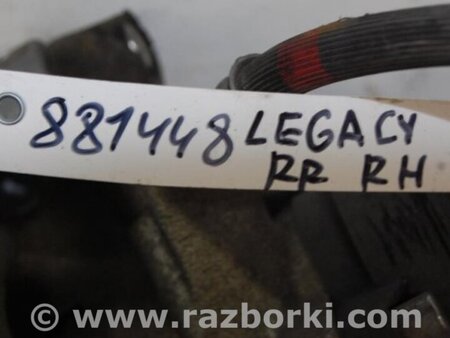 881448 LEGACY
RR RH
© www.razborki.com